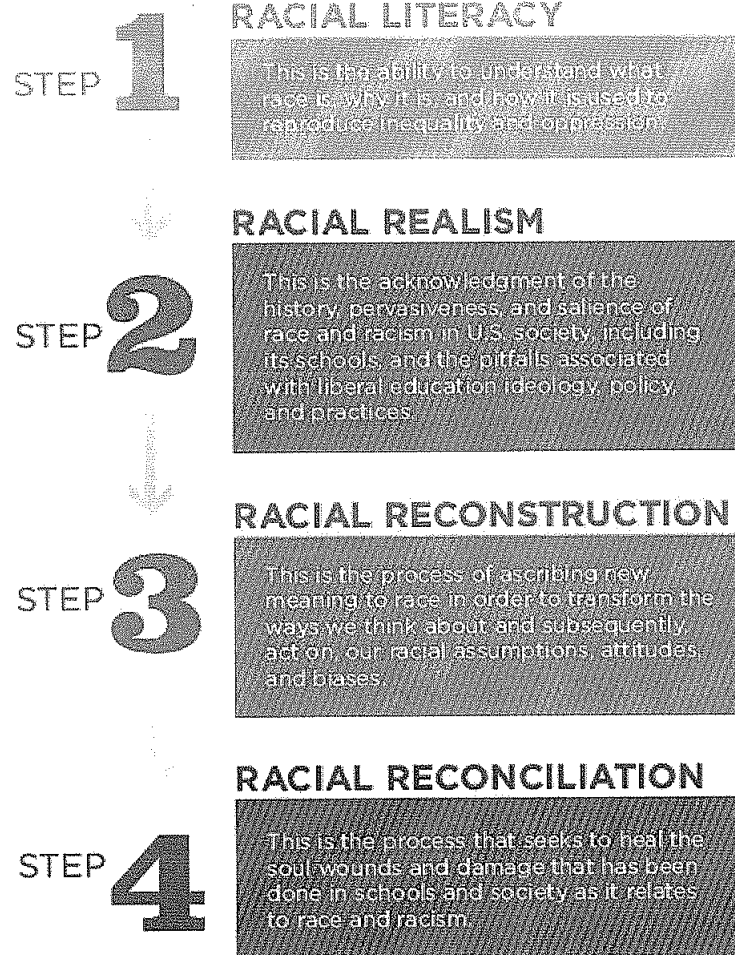 RACIAL LITERACY
STEP 1
This is the ability to understand what
race is, why it is, and how it is used to
reproduce inequality and oppression.
RACIAL REALISM
STEP 2
This is the acknowledgment of the
history, pervasiveness, and salience of
race and racism in U.S. society, including
its schools, and the pitfalls associated
with liberal education ideology, policy,
and practices.
RACIAL RECONSTRUCTION
STEP 3
This is the process of ascribing new
meaning to race in order to transform the
ways we think about and subsequently,
act on, our racial assumptions, attitudes,
and biases.
RACIAL RECONCILIATION
STEP 4
This is the process that seeks to heal the
soul wounds and damage that has been
done in schools and society as it relates
to race and racism.